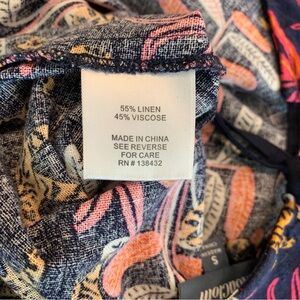 55% LINEN
45% VISCOSE
MADE IN CHINA
SEE REVERSE
FOR CARE
RN # 138432
S